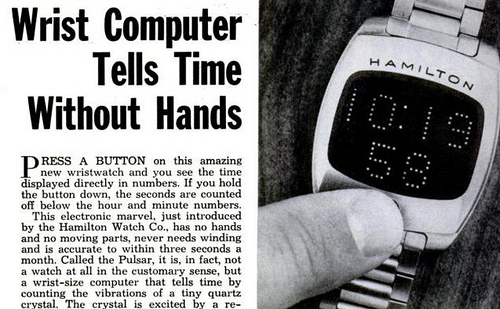 Wrist Computer
Tells Time
Without Hands
PRESS A BUTTON on this amazing
new wristwatch and you see the time
displayed directly in numbers. If you hold
the button down, the seconds are counted
off below the hour and minute numbers.
This electronic marvel, just introduced
by the Hamilton Watch Co., has no hands
and no moving parts, never needs winding
and is accurate to within three seconds a
month. Called the Pulsar, it is, in fact, not
a watch at all in the customary sense, but
a wrist-size computer that tells time by
counting the vibrations of a tiny quartz
crystal. The crystal is excited by a re-
HAMILTON
10:19
58